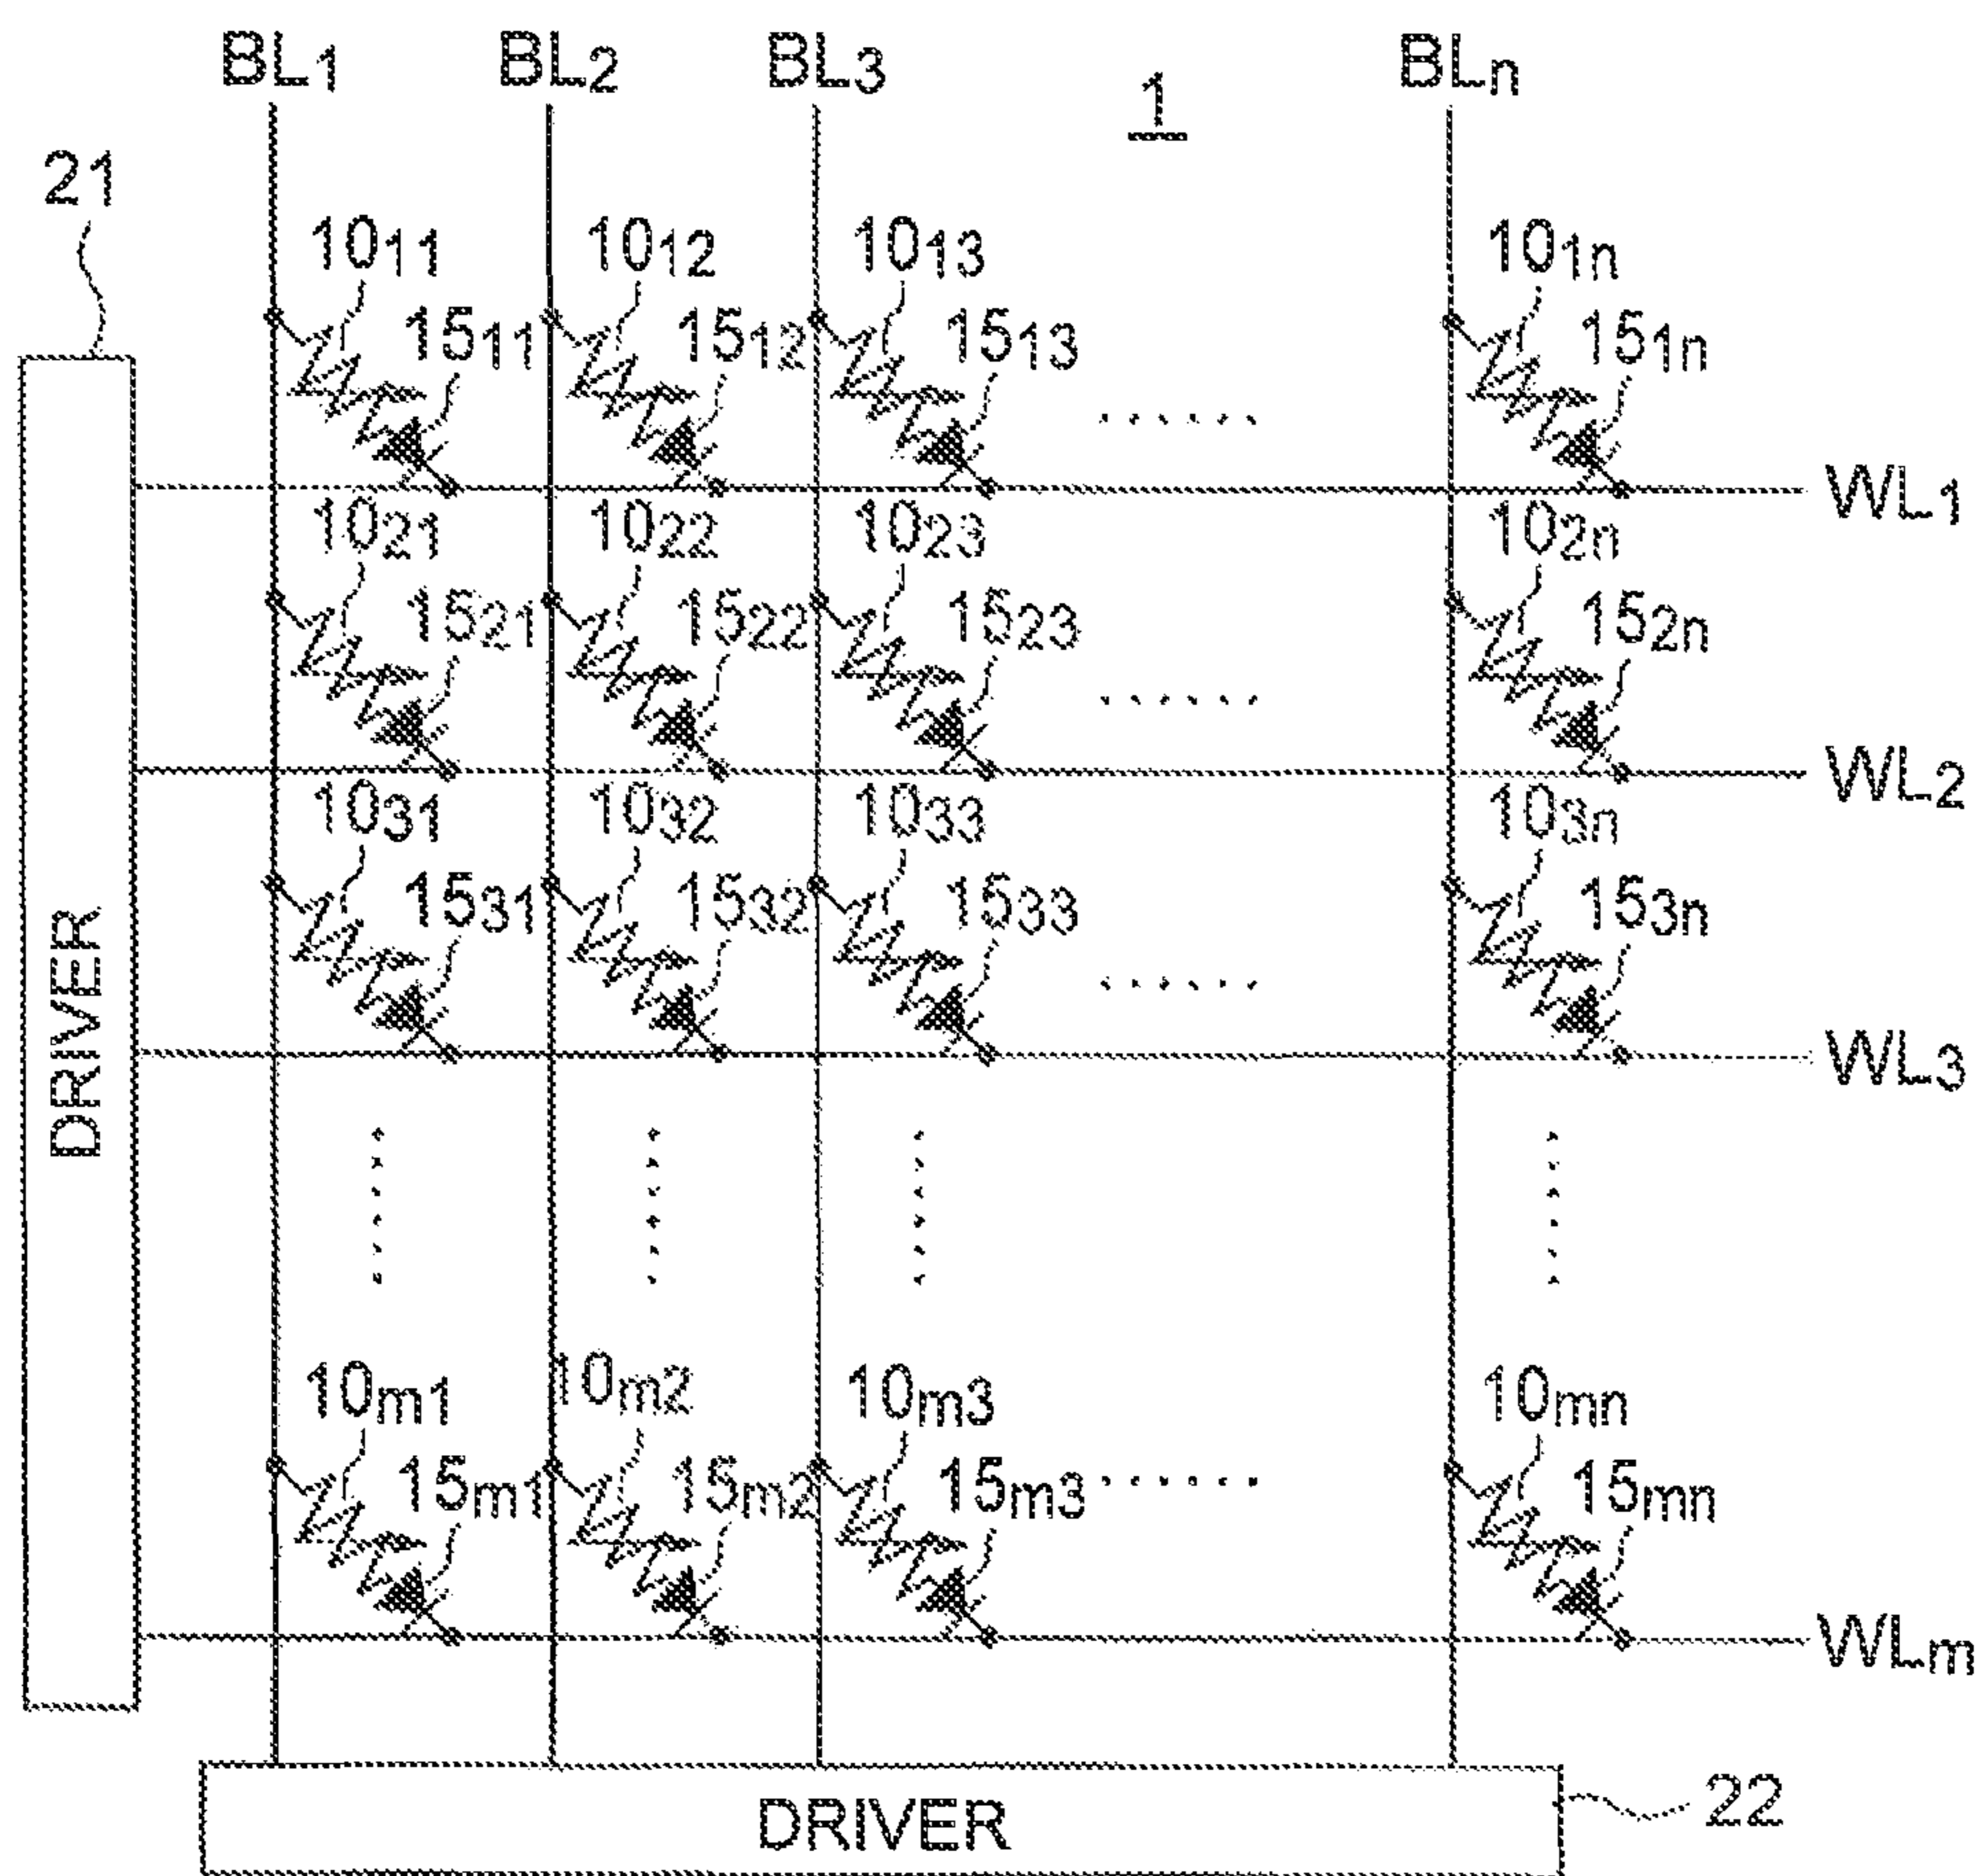 BL1 BL2 BL3 1 BLn
21
1011 1012 1013 101n
1511 1512 1513 151n
WL1
1021 1022 1023 102n
1521 1522 1523 152n
WL2
1031 1032 1033 103n
1531 1532 1533 153n
DRIVER
WL3
10m1 10m2 10m3 10mn
15m1 15m2 15m3 15mn
WLm
DRIVER
22